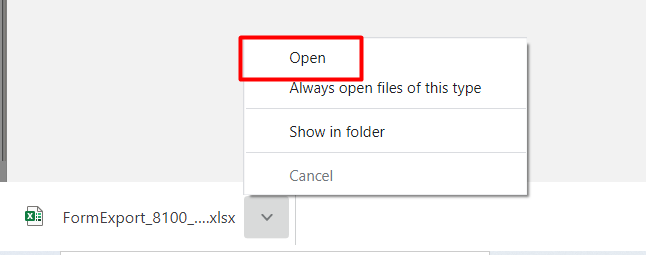 Open
Always open files of this type
Show in folder
Cancel
FormExport_8100_....xlsx